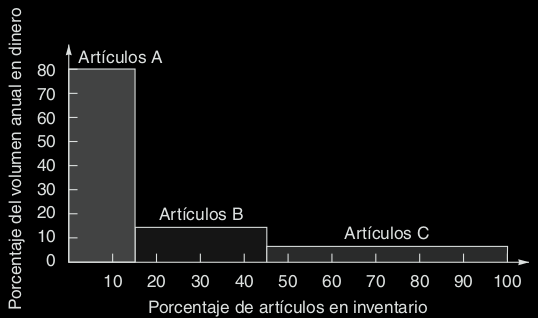 Porcentaje del volumen anual en dinero
Artículos A
80
70
60
50
40
30
20
10
0
Artículos B
Artículos C
10 20 30 40 50 60 70 80 90 100
Porcentaje de artículos en inventario